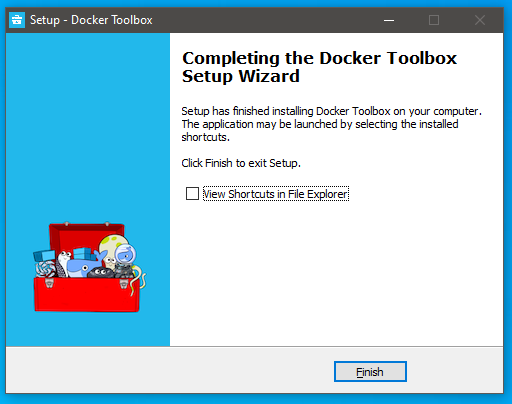 Setup - Docker Toolbox
Completing the Docker Toolbox
Setup Wizard
Setup has finished installing Docker Toolbox on your computer.
The application may be launched by selecting the installed
shortcuts.
Click Finish to exit Setup.
View Shortcuts in File Explorer
Finish